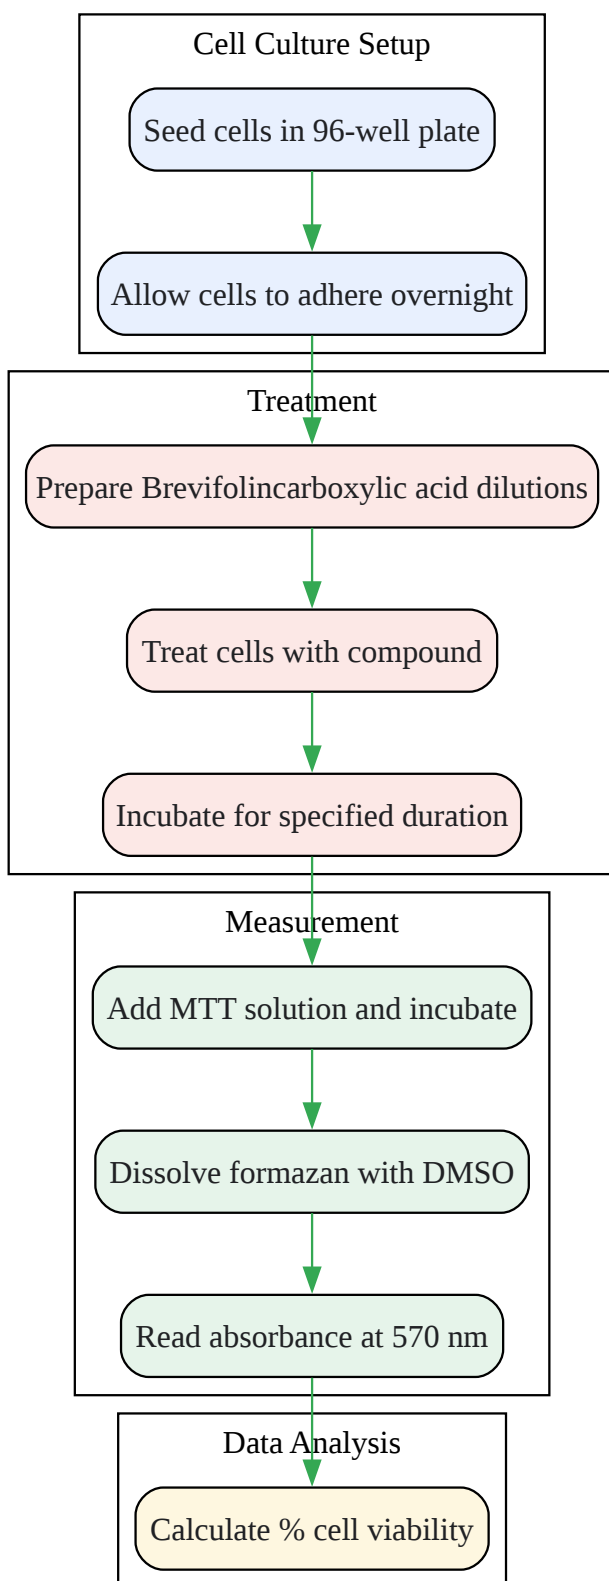 Cell Culture Setup
Seed cells in 96-well plate
Allow cells to adhere overnight
Treatment
Prepare Brevifolincarboxylic acid dilutions
Treat cells with compound
Incubate for specified duration
Measurement
Add MTT solution and incubate
Dissolve formazan with DMSO
Read absorbance at 570 nm
Data Analysis
Calculate % cell viability